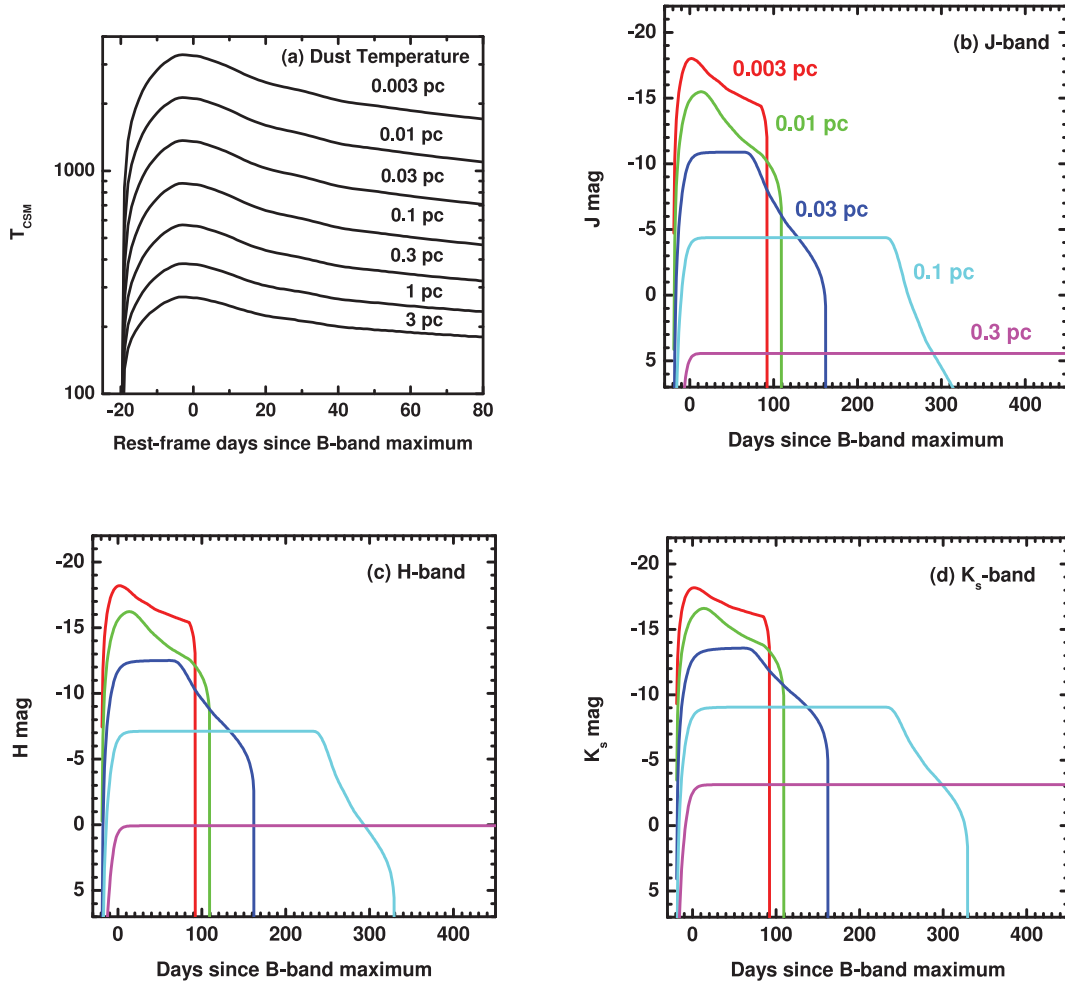 (a) Dust Temperature
0.003 pc
0.01 pc
0.03 pc
0.1 pc
0.3 pc
1 pc
3 pc
1000
100
T_CSM
-20 0 20 40 60 80
Rest-frame days since B-band maximum
(b) J-band
0.003 pc
0.01 pc
0.03 pc
0.1 pc
0.3 pc
-20
-15
-10
-5
0
5
J mag
0 100 200 300 400
Days since B-band maximum
(c) H-band
-20
-15
-10
-5
0
5
H mag
0 100 200 300 400
Days since B-band maximum
(d) K_s-band
-20
-15
-10
-5
0
5
K_s mag
0 100 200 300 400
Days since B-band maximum